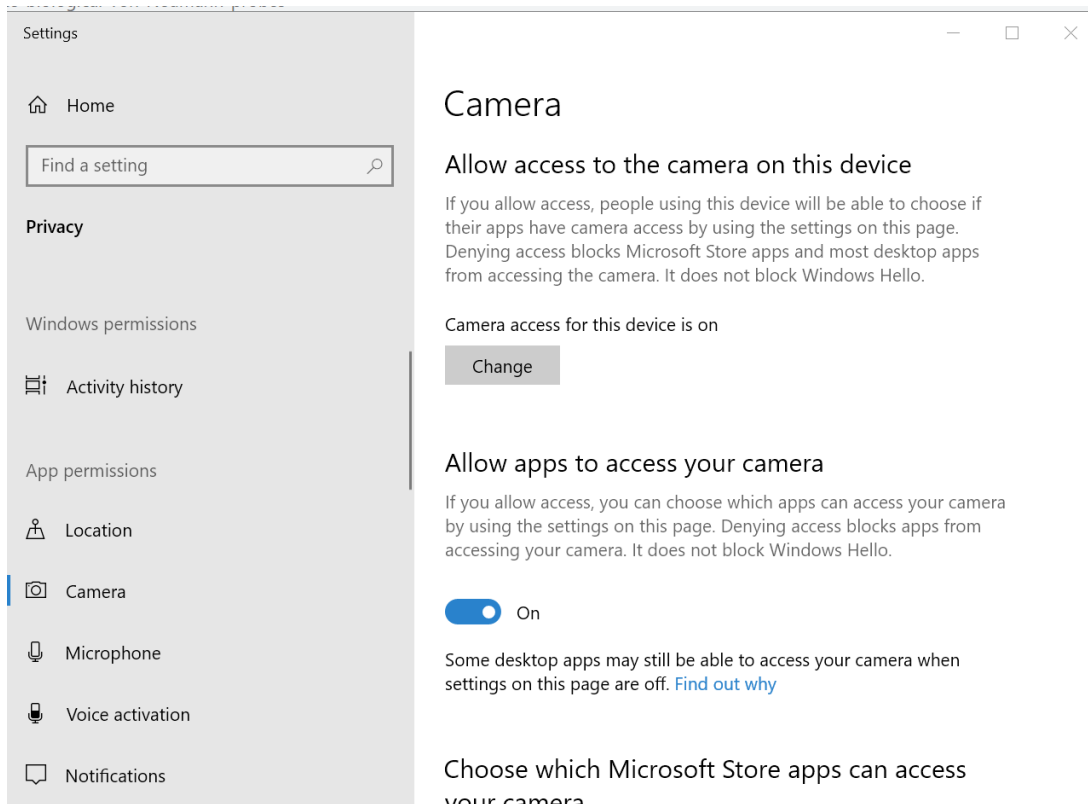 Settings
Home
Find a setting
Privacy
Windows permissions
Activity history
App permissions
Location
Camera
Microphone
Voice activation
Notifications
Camera
Allow access to the camera on this device
If you allow access, people using this device will be able to choose if
their apps have camera access by using the settings on this page.
Denying access blocks Microsoft Store apps and most desktop apps
from accessing the camera. It does not block Windows Hello.
Camera access for this device is on
Change
Allow apps to access your camera
If you allow access, you can choose which apps can access your camera
by using the settings on this page. Denying access blocks apps from
accessing your camera. It does not block Windows Hello.
On
Some desktop apps may still be able to access your camera when
settings on this page are off. Find out why
Choose which Microsoft Store apps can access
your camera